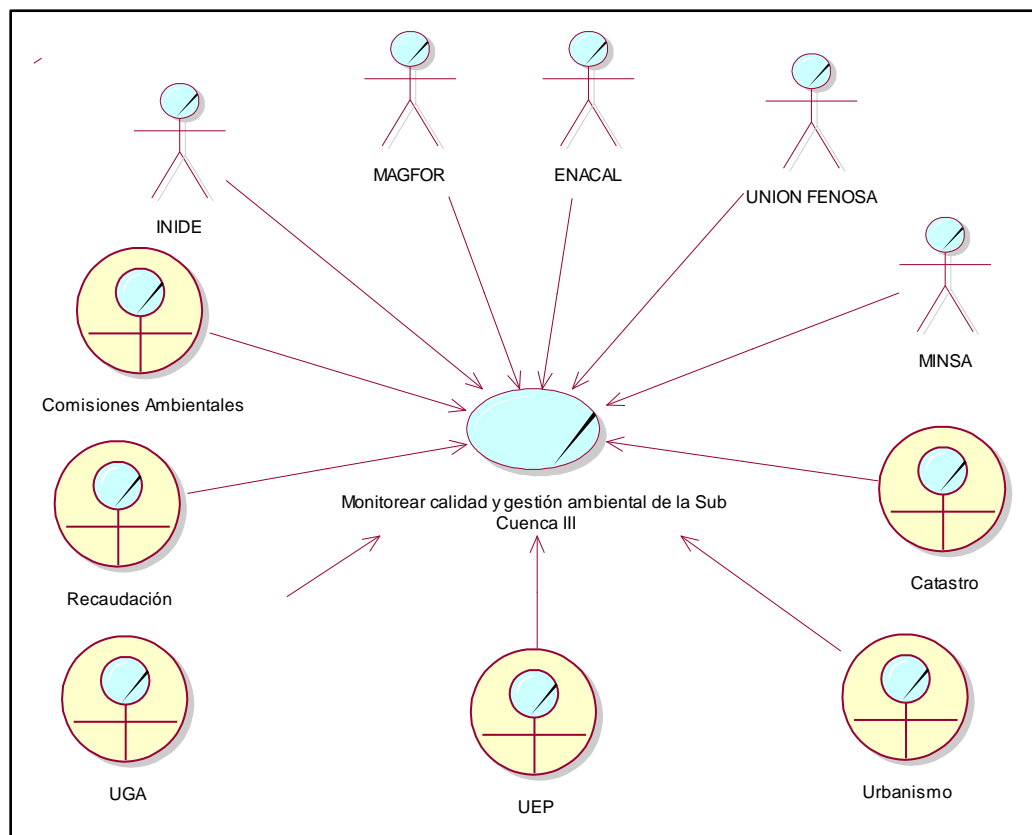 MAGFOR
ENACAL
UNION FENOSA
INIDE
MINSA
Comisiones Ambientales
Monitorear calidad y gestión ambiental de la Sub
Cuenca III
Catastro
Recaudación
UGA
UEP
Urbanismo